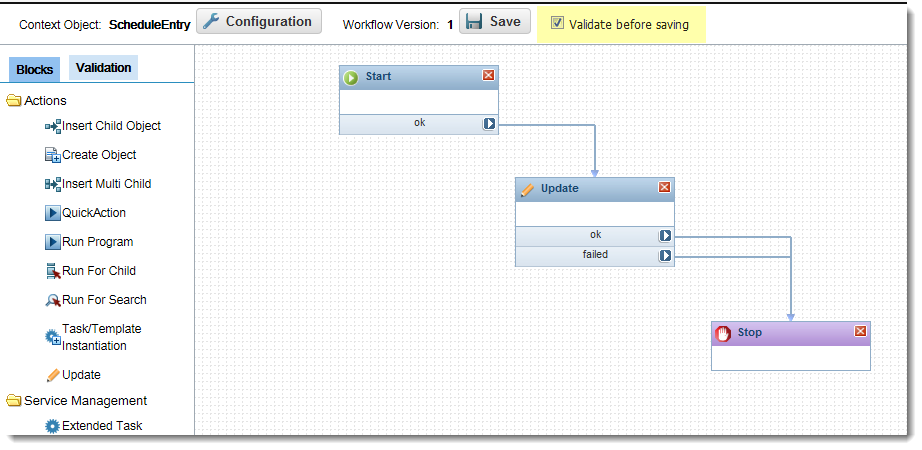 Context Object: ScheduleEntry Configuration Workflow Version: 1 Save Validate before saving
Blocks Validation
Actions
Insert Child Object
Create Object
Insert Multi Child
QuickAction
Run Program
Run For Child
Run For Search
Task/Template
Instantiation
Update
Service Management
Extended Task
Start
ok
Update
ok
failed
Stop